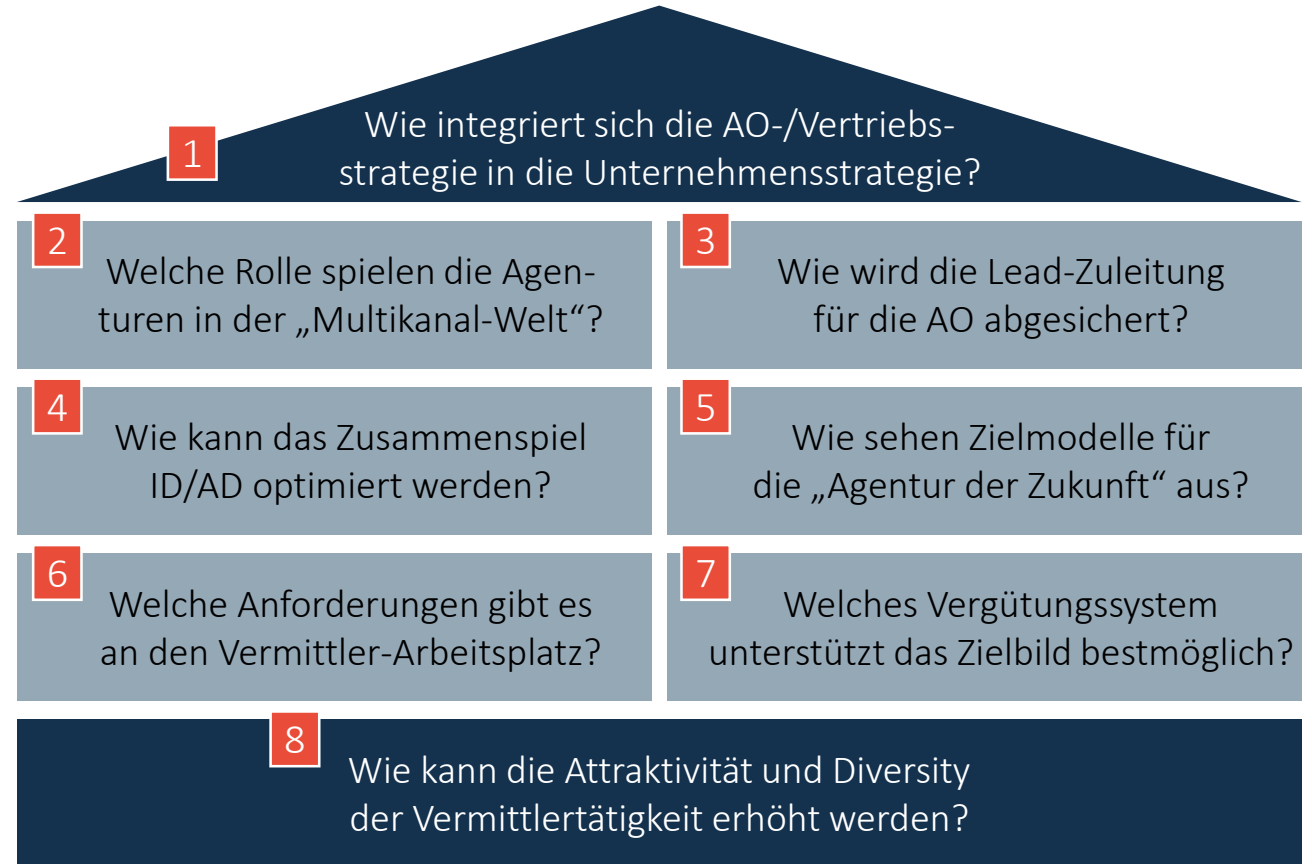 1
Wie integriert sich die AO-/Vertriebs-
strategie in die Unternehmensstrategie?
2
Welche Rolle spielen die Agen-
turen in der „Multikanal-Welt“?
3
Wie wird die Lead-Zuleitung
für die AO abgesichert?
4
Wie kann das Zusammenspiel
ID/AD optimiert werden?
5
Wie sehen Zielmodelle für
die „Agentur der Zukunft“ aus?
6
Welche Anforderungen gibt es
an den Vermittler-Arbeitsplatz?
7
Welches Vergütungssystem
unterstützt das Zielbild bestmöglich?
8
Wie kann die Attraktivität und Diversity
der Vermittlertätigkeit erhöht werden?